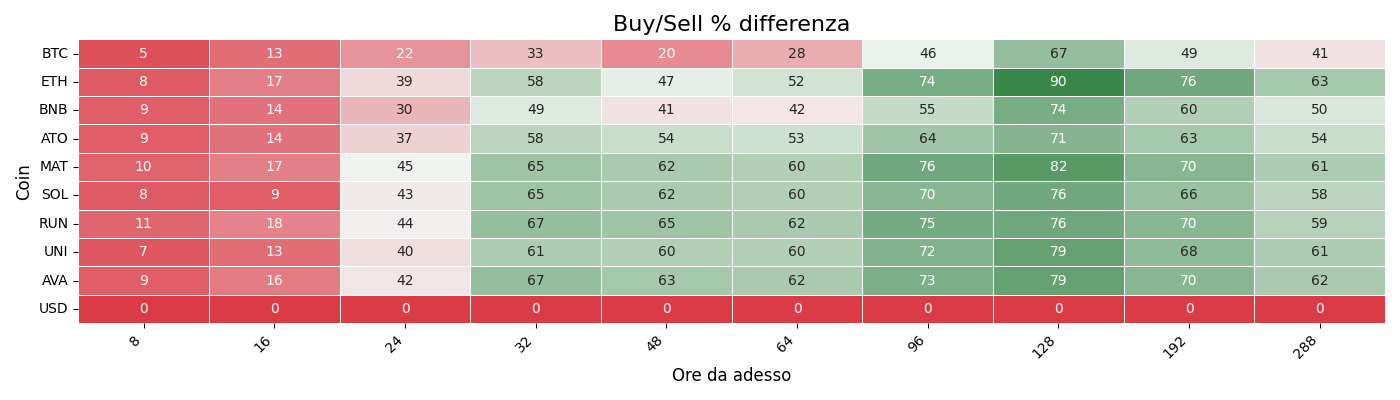 Buy/Sell % differenza
Coin
BTC 5 13 22 33 20 28 46 67 49 41
ETH 8 17 39 58 47 52 74 90 76 63
BNB 9 14 30 49 41 42 55 74 60 50
ATO 9 14 37 58 54 53 64 71 63 54
MAT 10 17 45 65 62 60 76 82 70 61
SOL 8 9 43 65 62 60 70 76 66 58
RUN 11 18 44 67 65 62 75 76 70 59
UNI 7 13 40 61 60 60 72 79 68 61
AVA 9 16 42 67 63 62 73 79 70 62
USD 0 0 0 0 0 0 0 0 0 0
8 16 24 32 48 64 96 128 192 288
Ore da adesso